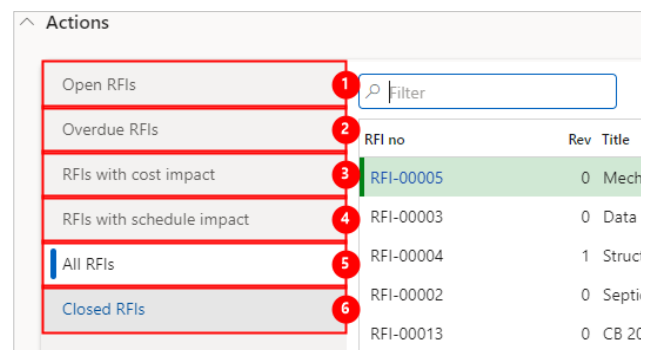 Actions
Open RFIs 1
Overdue RFIs 2
RFIs with cost impact 3
RFIs with schedule impact 4
All RFIs 5
Closed RFIs 6
Filter
RFI no Rev Title
RFI-00005 0 Mech
RFI-00003 0 Data
RFI-00004 1 Struct
RFI-00002 0 Septi
RFI-00013 0 CB 20